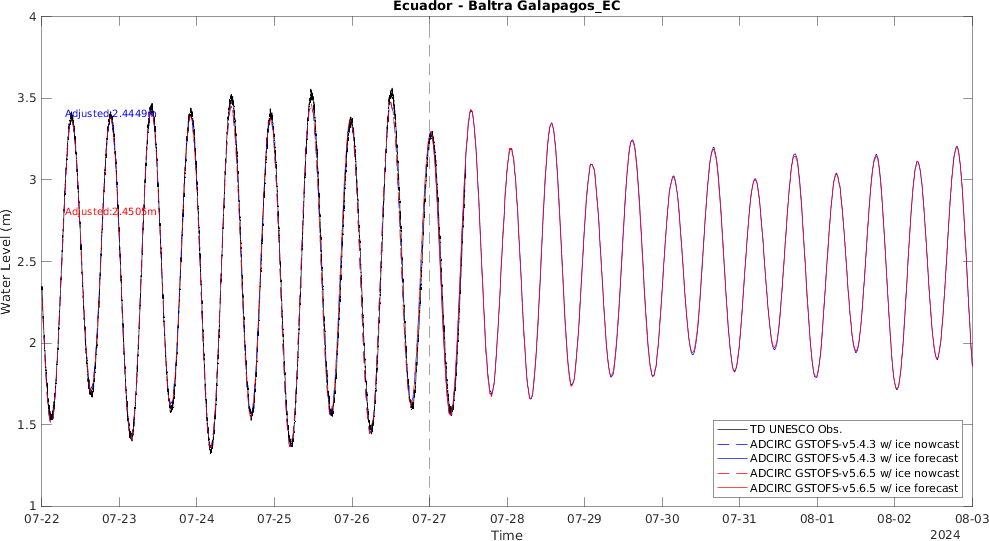 Ecuador - Baltra Galapagos_EC
4
3.5
3
2.5
2
1.5
1
Water Level (m)
Adjusted:2.4449m
Adjusted:2.4505m
TD UNESCO Obs.
ADCIRC GSTOFS-v5.4.3 w/ ice nowcast
ADCIRC GSTOFS-v5.4.3 w/ ice forecast
ADCIRC GSTOFS-v5.6.5 w/ ice nowcast
ADCIRC GSTOFS-v5.6.5 w/ ice forecast
07-22 07-23 07-24 07-25 07-26 07-27 07-28 07-29 07-30 07-31 08-01 08-02 08-03
Time
2024